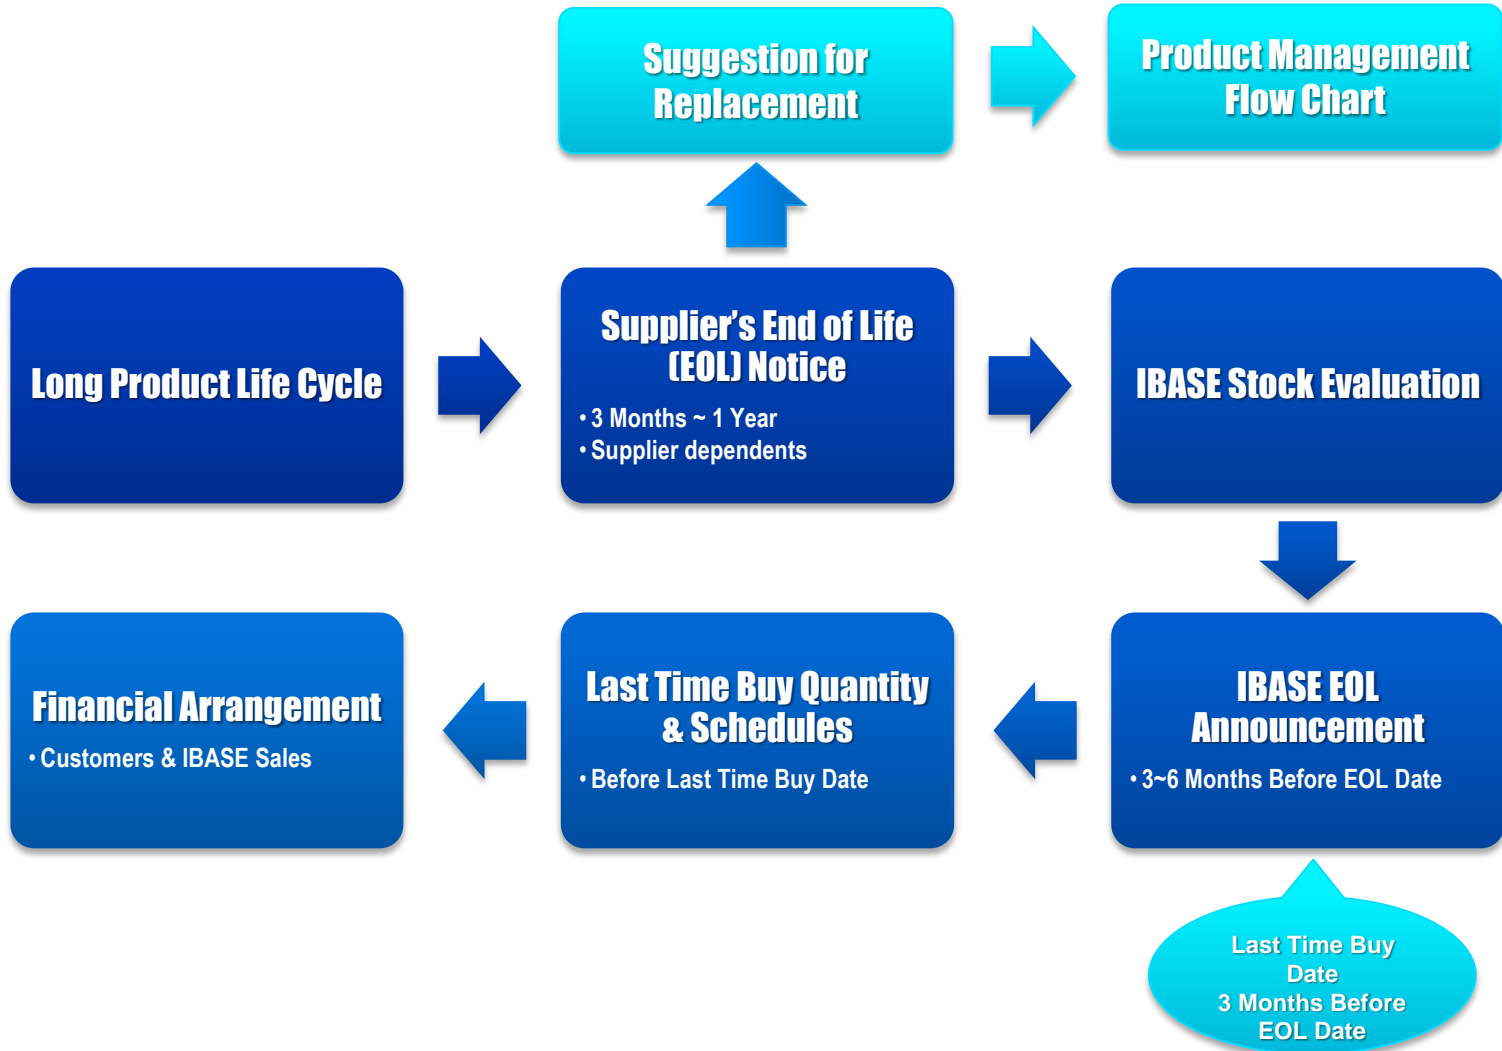 Suggestion for
Replacement
Product Management
Flow Chart
Long Product Life Cycle
Supplier’s End of Life
(EOL) Notice
• 3 Months ~ 1 Year
• Supplier dependents
IBASE Stock Evaluation
Financial Arrangement
• Customers & IBASE Sales
Last Time Buy Quantity
& Schedules
• Before Last Time Buy Date
IBASE EOL
Announcement
• 3~6 Months Before EOL Date
Last Time Buy
Date
3 Months Before
EOL Date